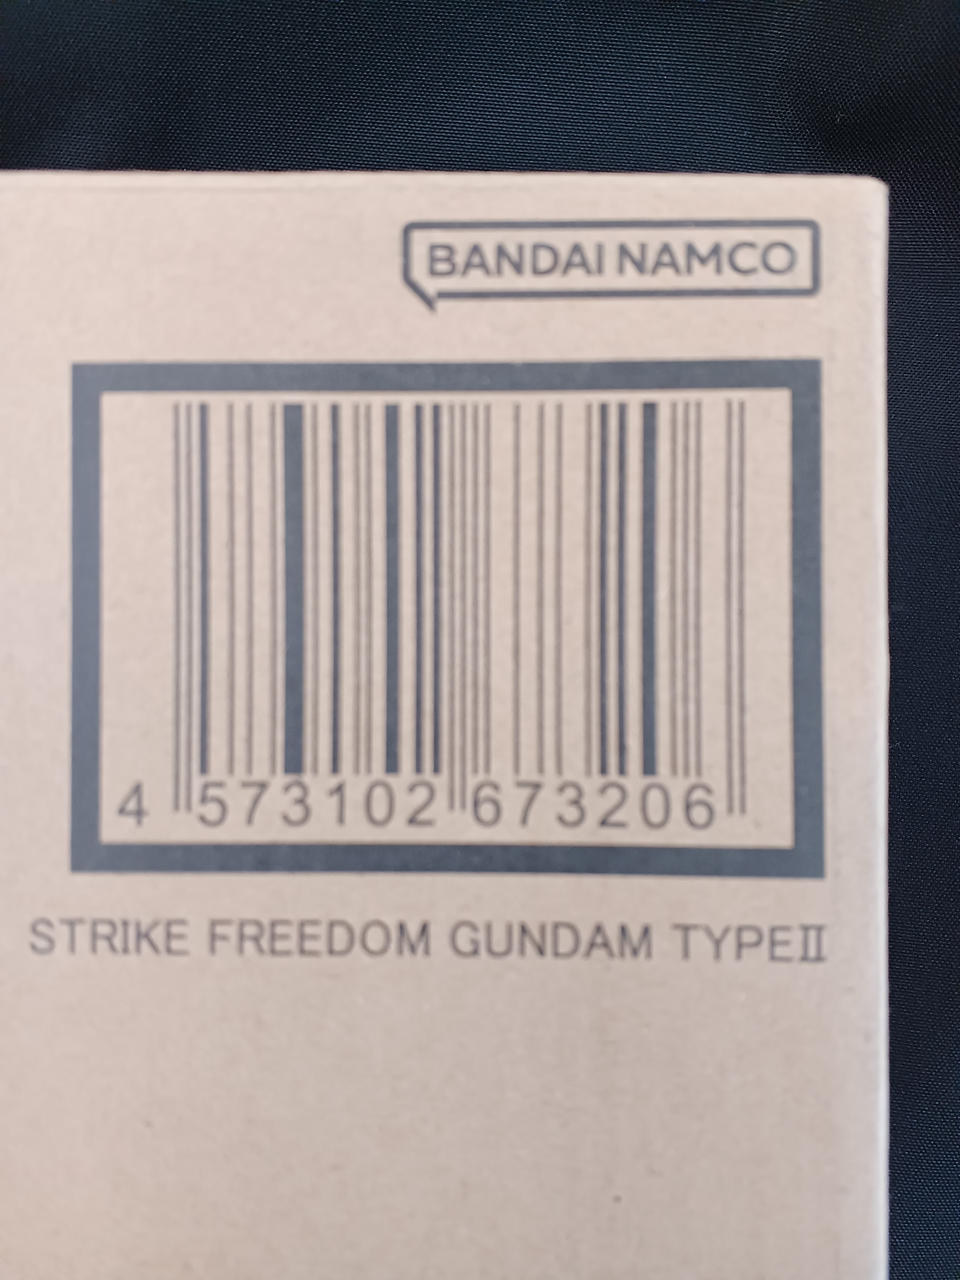 BANDAI NAMCO
4 573102 673206
STRIKE FREEDOM GUNDAM TYPEⅡ